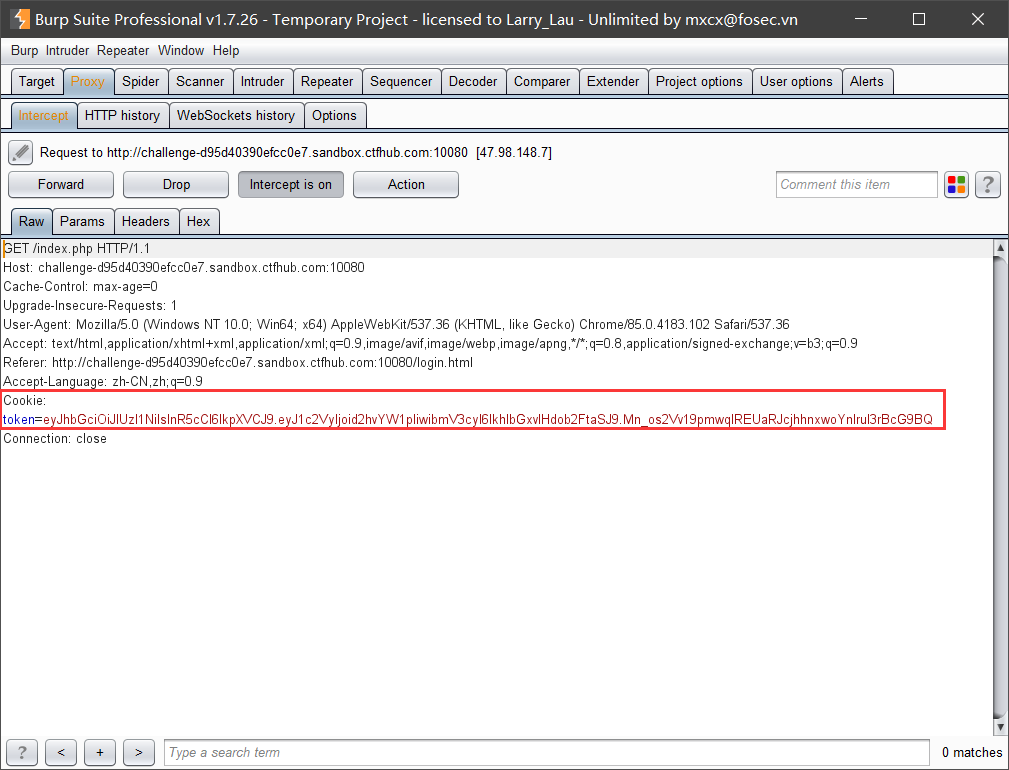 Burp Suite Professional v1.7.26 - Temporary Project - licensed to Larry_Lau - Unlimited by mxcx@fosec.vn
Burp Intruder Repeater Window Help
Target Proxy Spider Scanner Intruder Repeater Sequencer Decoder Comparer Extender Project options User options Alerts
Intercept HTTP history WebSockets history Options
Request to http://challenge-d95d40390efcc0e7.sandbox.ctfhub.com:10080 [47.98.148.7]
Forward Drop Intercept is on Action Comment this item ?
Raw Params Headers Hex
GET /index.php HTTP/1.1
Host: challenge-d95d40390efcc0e7.sandbox.ctfhub.com:10080
Cache-Control: max-age=0
Upgrade-Insecure-Requests: 1
User-Agent: Mozilla/5.0 (Windows NT 10.0; Win64; x64) AppleWebKit/537.36 (KHTML, like Gecko) Chrome/85.0.4183.102 Safari/537.36
Accept: text/html,application/xhtml+xml,application/xml;q=0.9,image/avif,image/webp,image/apng,*/*;q=0.8,application/signed-exchange;v=b3;q=0.9
Referer: http://challenge-d95d40390efcc0e7.sandbox.ctfhub.com:10080/login.html
Accept-Language: zh-CN,zh;q=0.9
Cookie:
token=eyJhbGciOiJIUzI1NiIsInR5cCI6IkpXVCJ9.eyJ1c2VyIjoid2hvYW1pIiwibmV3cyI6IkhlbGxvIHdob2FtaSJ9.Mn_os2Vv19pmwqlREUaRJcjhhnxwoYnlrul3rBcG9BQ
Connection: close
? < + > Type a search term 0 matches